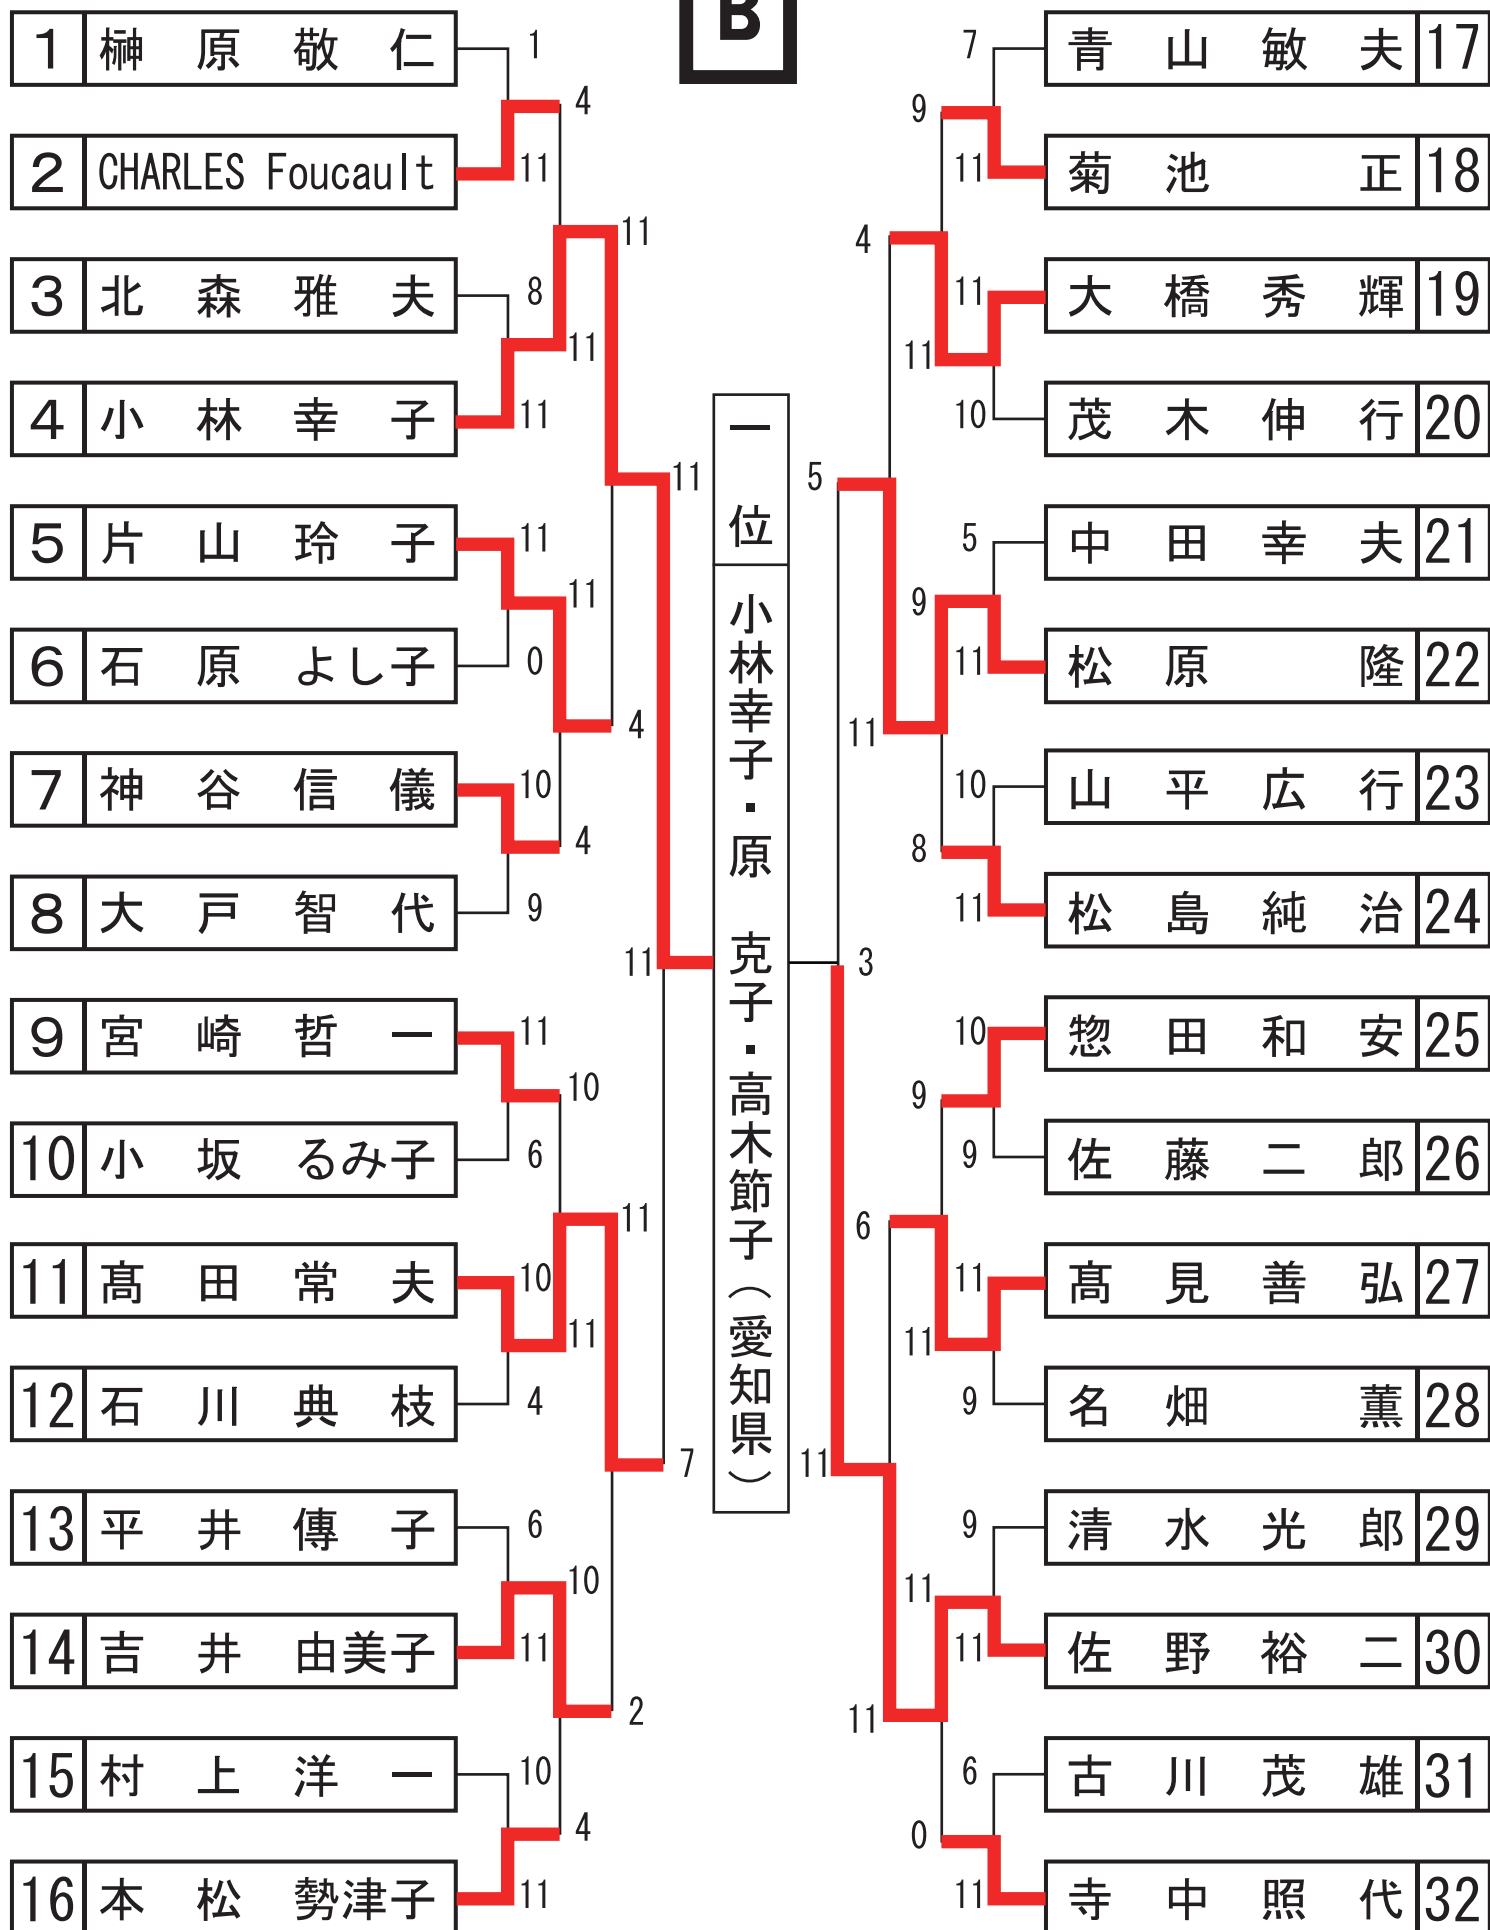 B
1 榊原敬仁 1
4
2 CHARLES Foucault 11
11
3 北森雅夫 8
11
4 小林幸子 11
11
5 片山玲子 11
11
6 石原よし子 0
4
7 神谷信儀 10
4
8 大戸智代 9
11
9 宮崎哲一 11
10
10 小坂るみ子 6
11
11 髙田常夫 10
11
12 石川典枝 4
7
13 平井傳子 6
10
14 吉井由美子 11
2
15 村上洋一 10
4
16 本松勢津子 11
一位
小林幸子・原 克子・高木節子(愛知県)
7 青山敏夫 17
9
11 菊池正 18
4
11 大橋秀輝 19
11
10 茂木伸行 20
5
5 中田幸夫 21
9
11 松原隆 22
11
10 山平広行 23
8
11 松島純治 24
3
10 惣田和安 25
9
9 佐藤二郎 26
6
11 髙見善弘 27
11
9 名畑薫 28
11
9 清水光郎 29
11
11 佐野裕二 30
11
6 古川茂雄 31
0
11 寺中照代 32